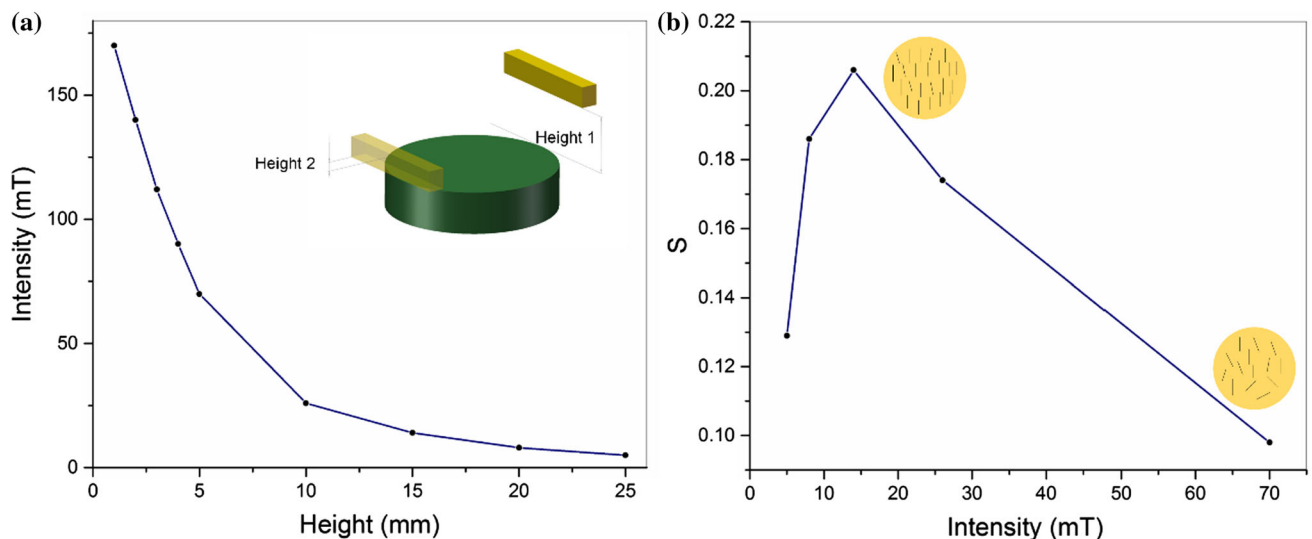 (a)
Intensity (mT)
150
100
50
0
0 5 10 15 20 25
Height (mm)
Height 1
Height 2
(b)
S
0.22
0.20
0.18
0.16
0.14
0.12
0.10
0 10 20 30 40 50 60 70
Intensity (mT)